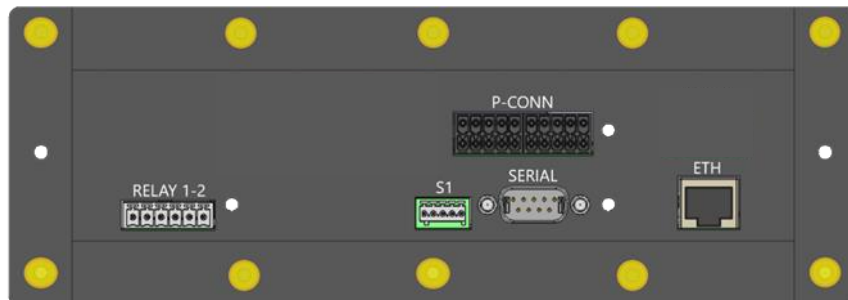 P-CONN
ETH
RELAY 1-2
S1
SERIAL